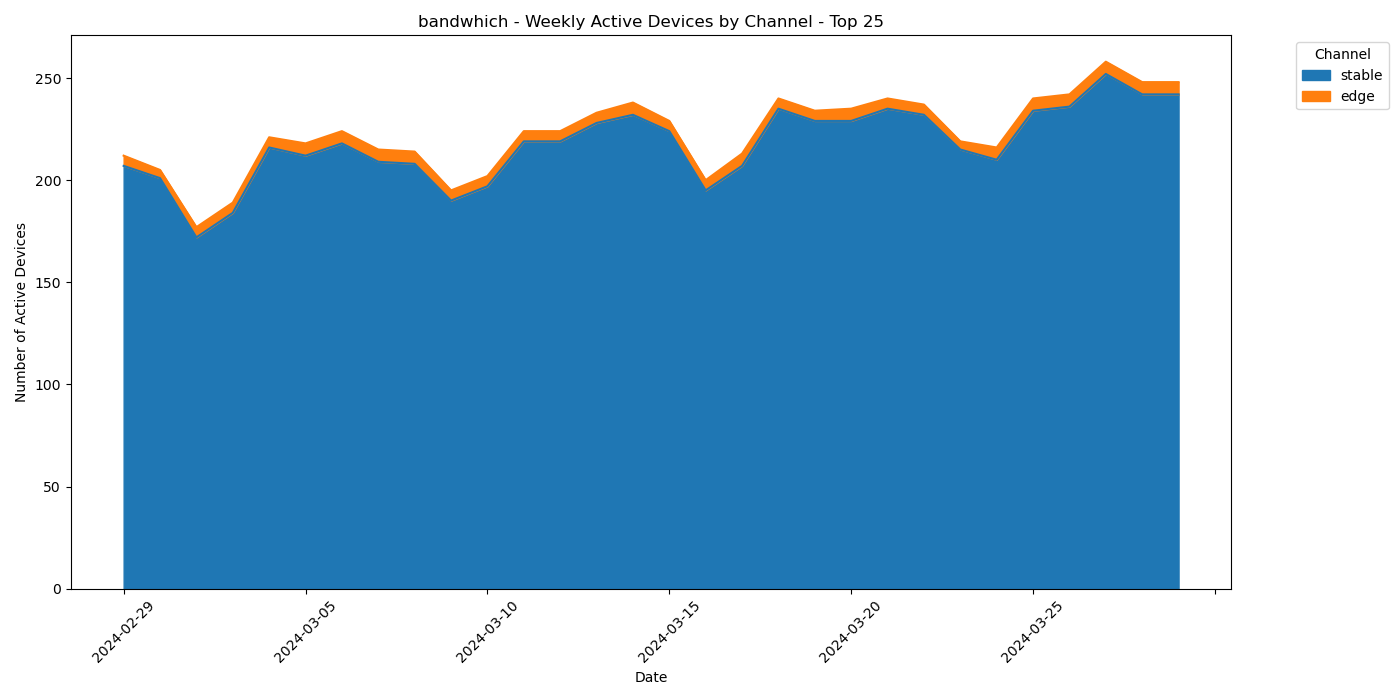 bandwhich - Weekly Active Devices by Channel - Top 25
Channel
stable
edge
Number of Active Devices
250
200
150
100
50
0
2024-02-29
2024-03-05
2024-03-10
2024-03-15
2024-03-20
2024-03-25
Date